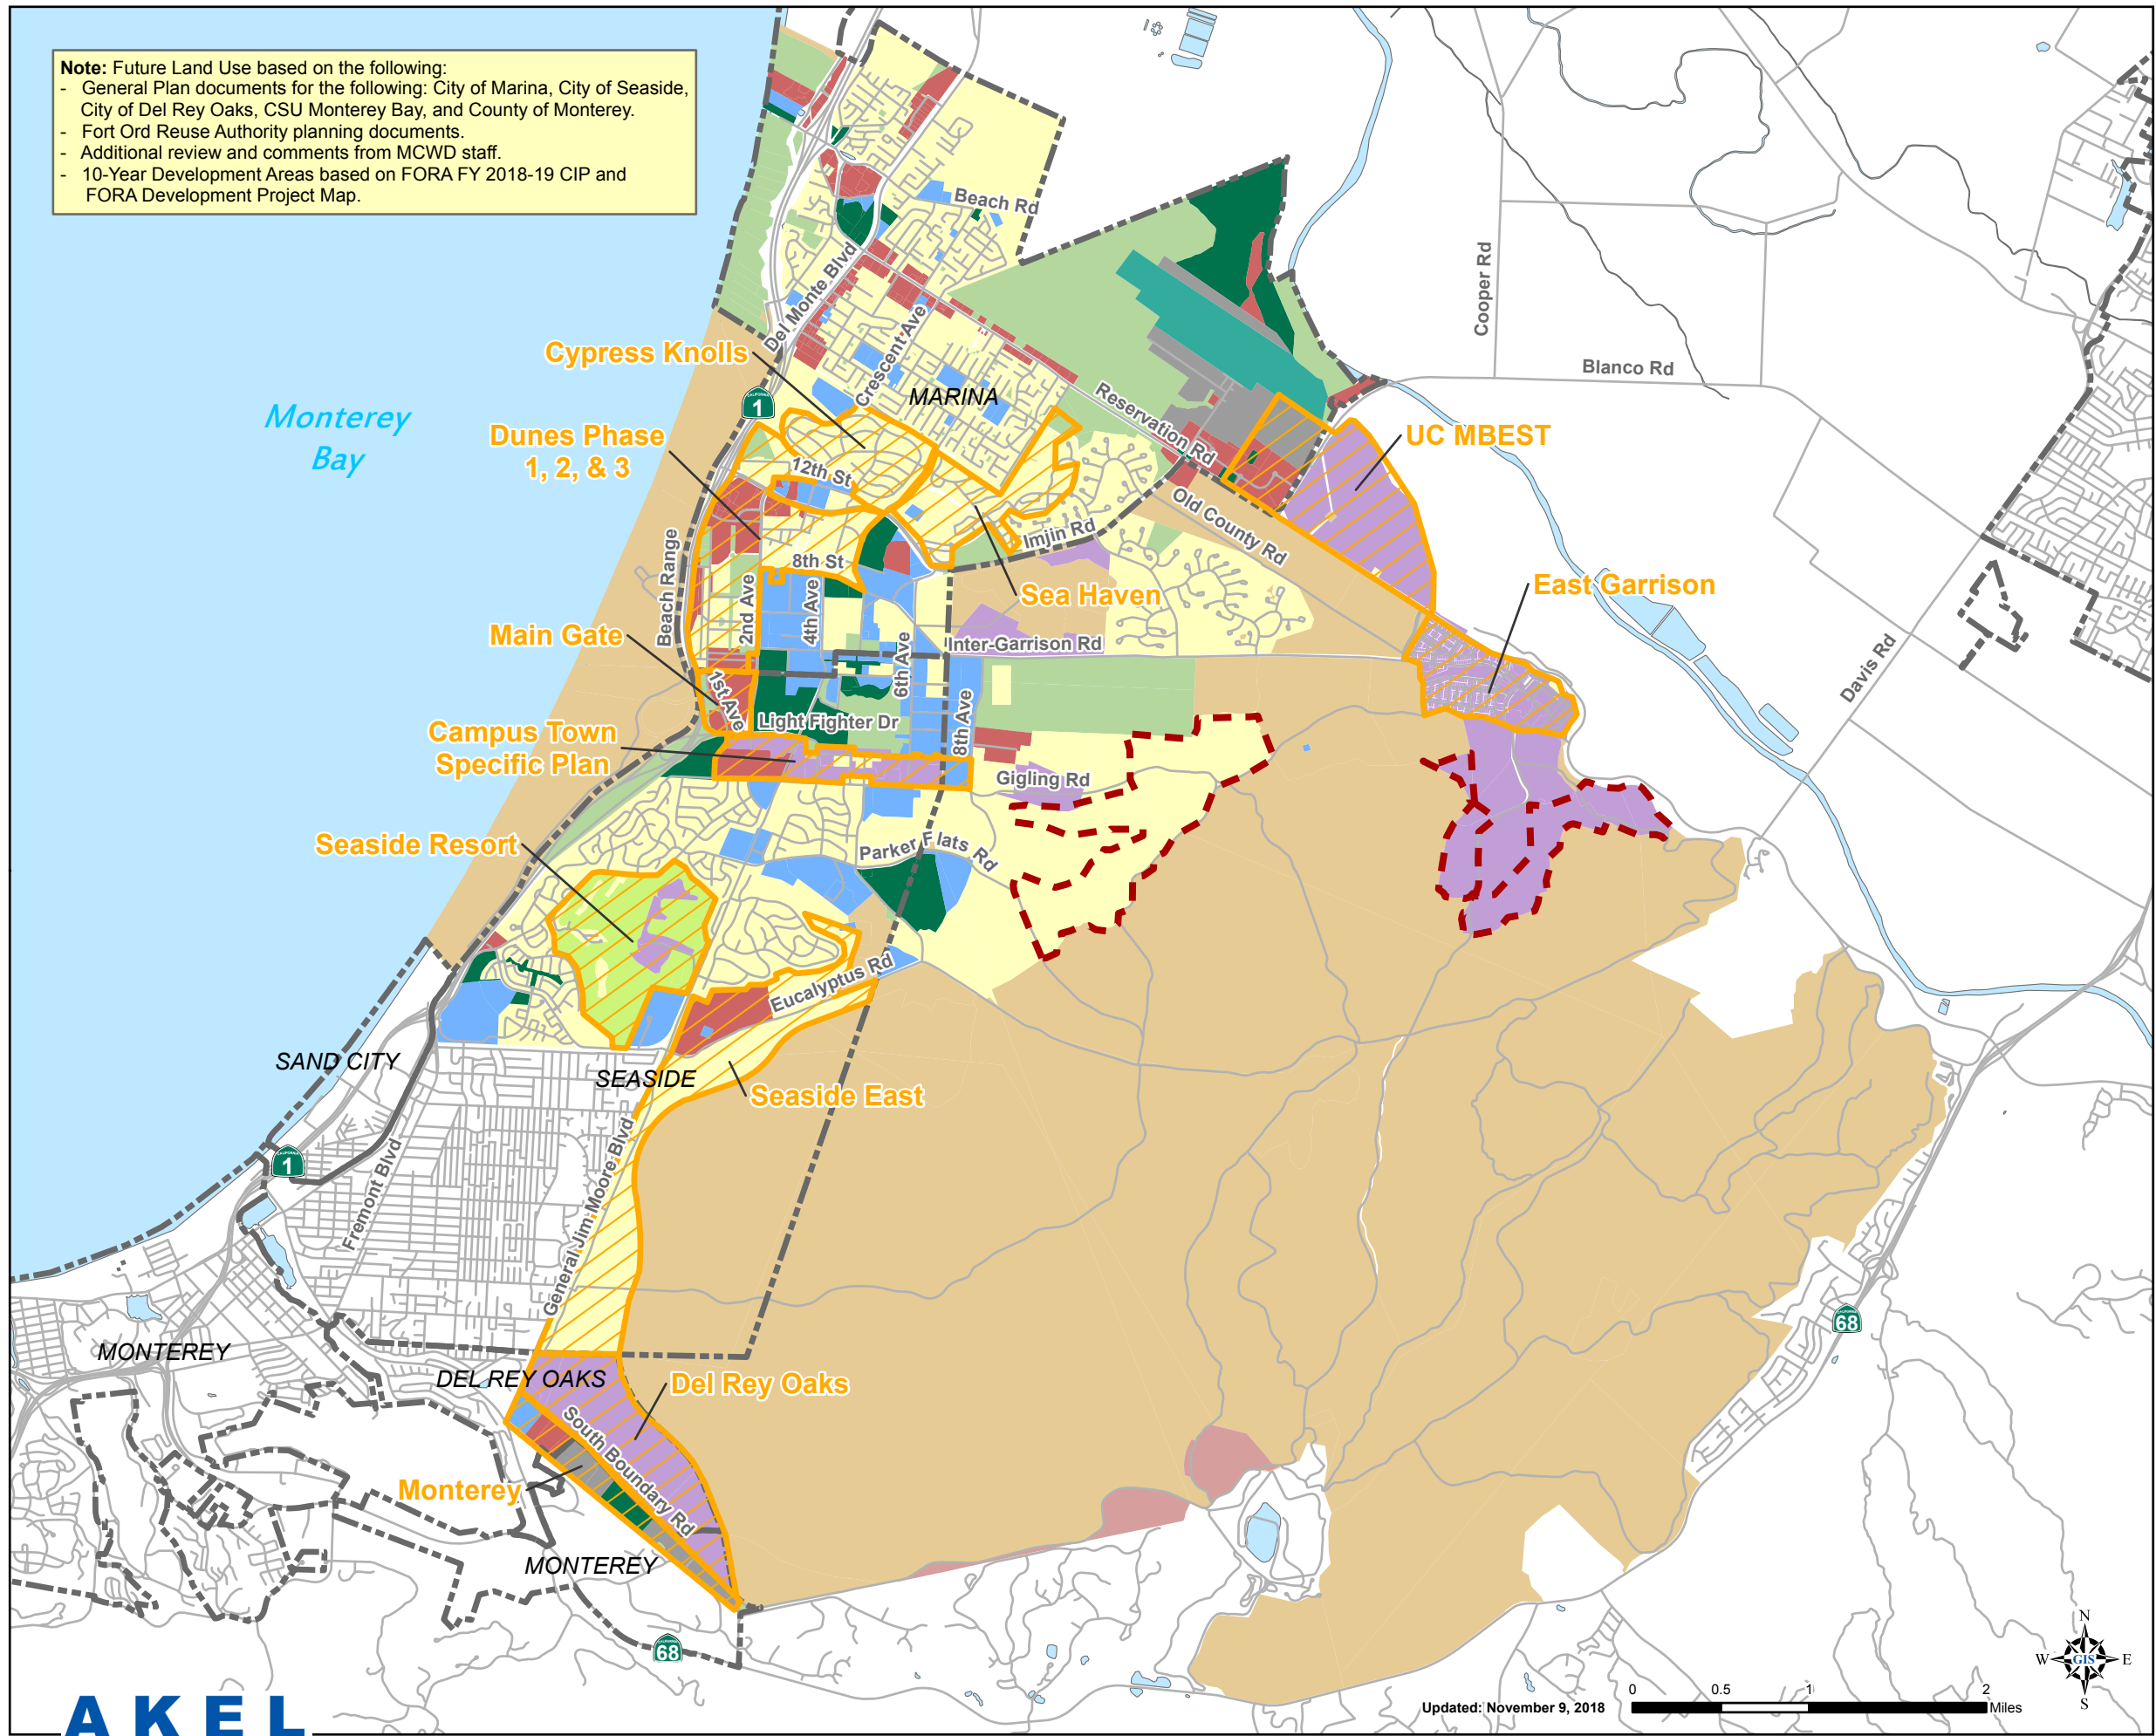 Note: Future Land Use based on the following:
- General Plan documents for the following: City of Marina, City of Seaside,
City of Del Rey Oaks, CSU Monterey Bay, and County of Monterey.
- Fort Ord Reuse Authority planning documents.
- Additional review and comments from MCWD staff.
- 10-Year Development Areas based on FORA FY 2018-19 CIP and
FORA Development Project Map.
Beach Rd
Del Monte Blvd
Cooper Rd
Cypress Knolls
Crescent Ave
Blanco Rd
MARINA
CALIFORNIA
1
Monterey
Bay
Reservation Rd
Dunes Phase
1, 2, & 3
UC MBEST
12th St
Old County Rd
Imjin Rd
Beach Range
8th St
2nd Ave
4th Ave
Sea Haven
East Garrison
Main Gate
6th Ave
Inter-Garrison Rd
Davis Rd
1st Ave
Light Fighter Dr
8th Ave
Campus Town
Specific Plan
Gigling Rd
Seaside Resort
Parker Flats Rd
Eucalyptus Rd
SAND CITY
SEASIDE
Seaside East
CALIFORNIA
1
Fremont Blvd
General Jim Moore Blvd
CALIFORNIA
68
MONTEREY
DEL REY OAKS
Del Rey Oaks
South Boundary Rd
Monterey
MONTEREY
CALIFORNIA
68
N
W GIS E
S
AKEL
Updated: November 9, 2018
0 0.5 1 2
Miles